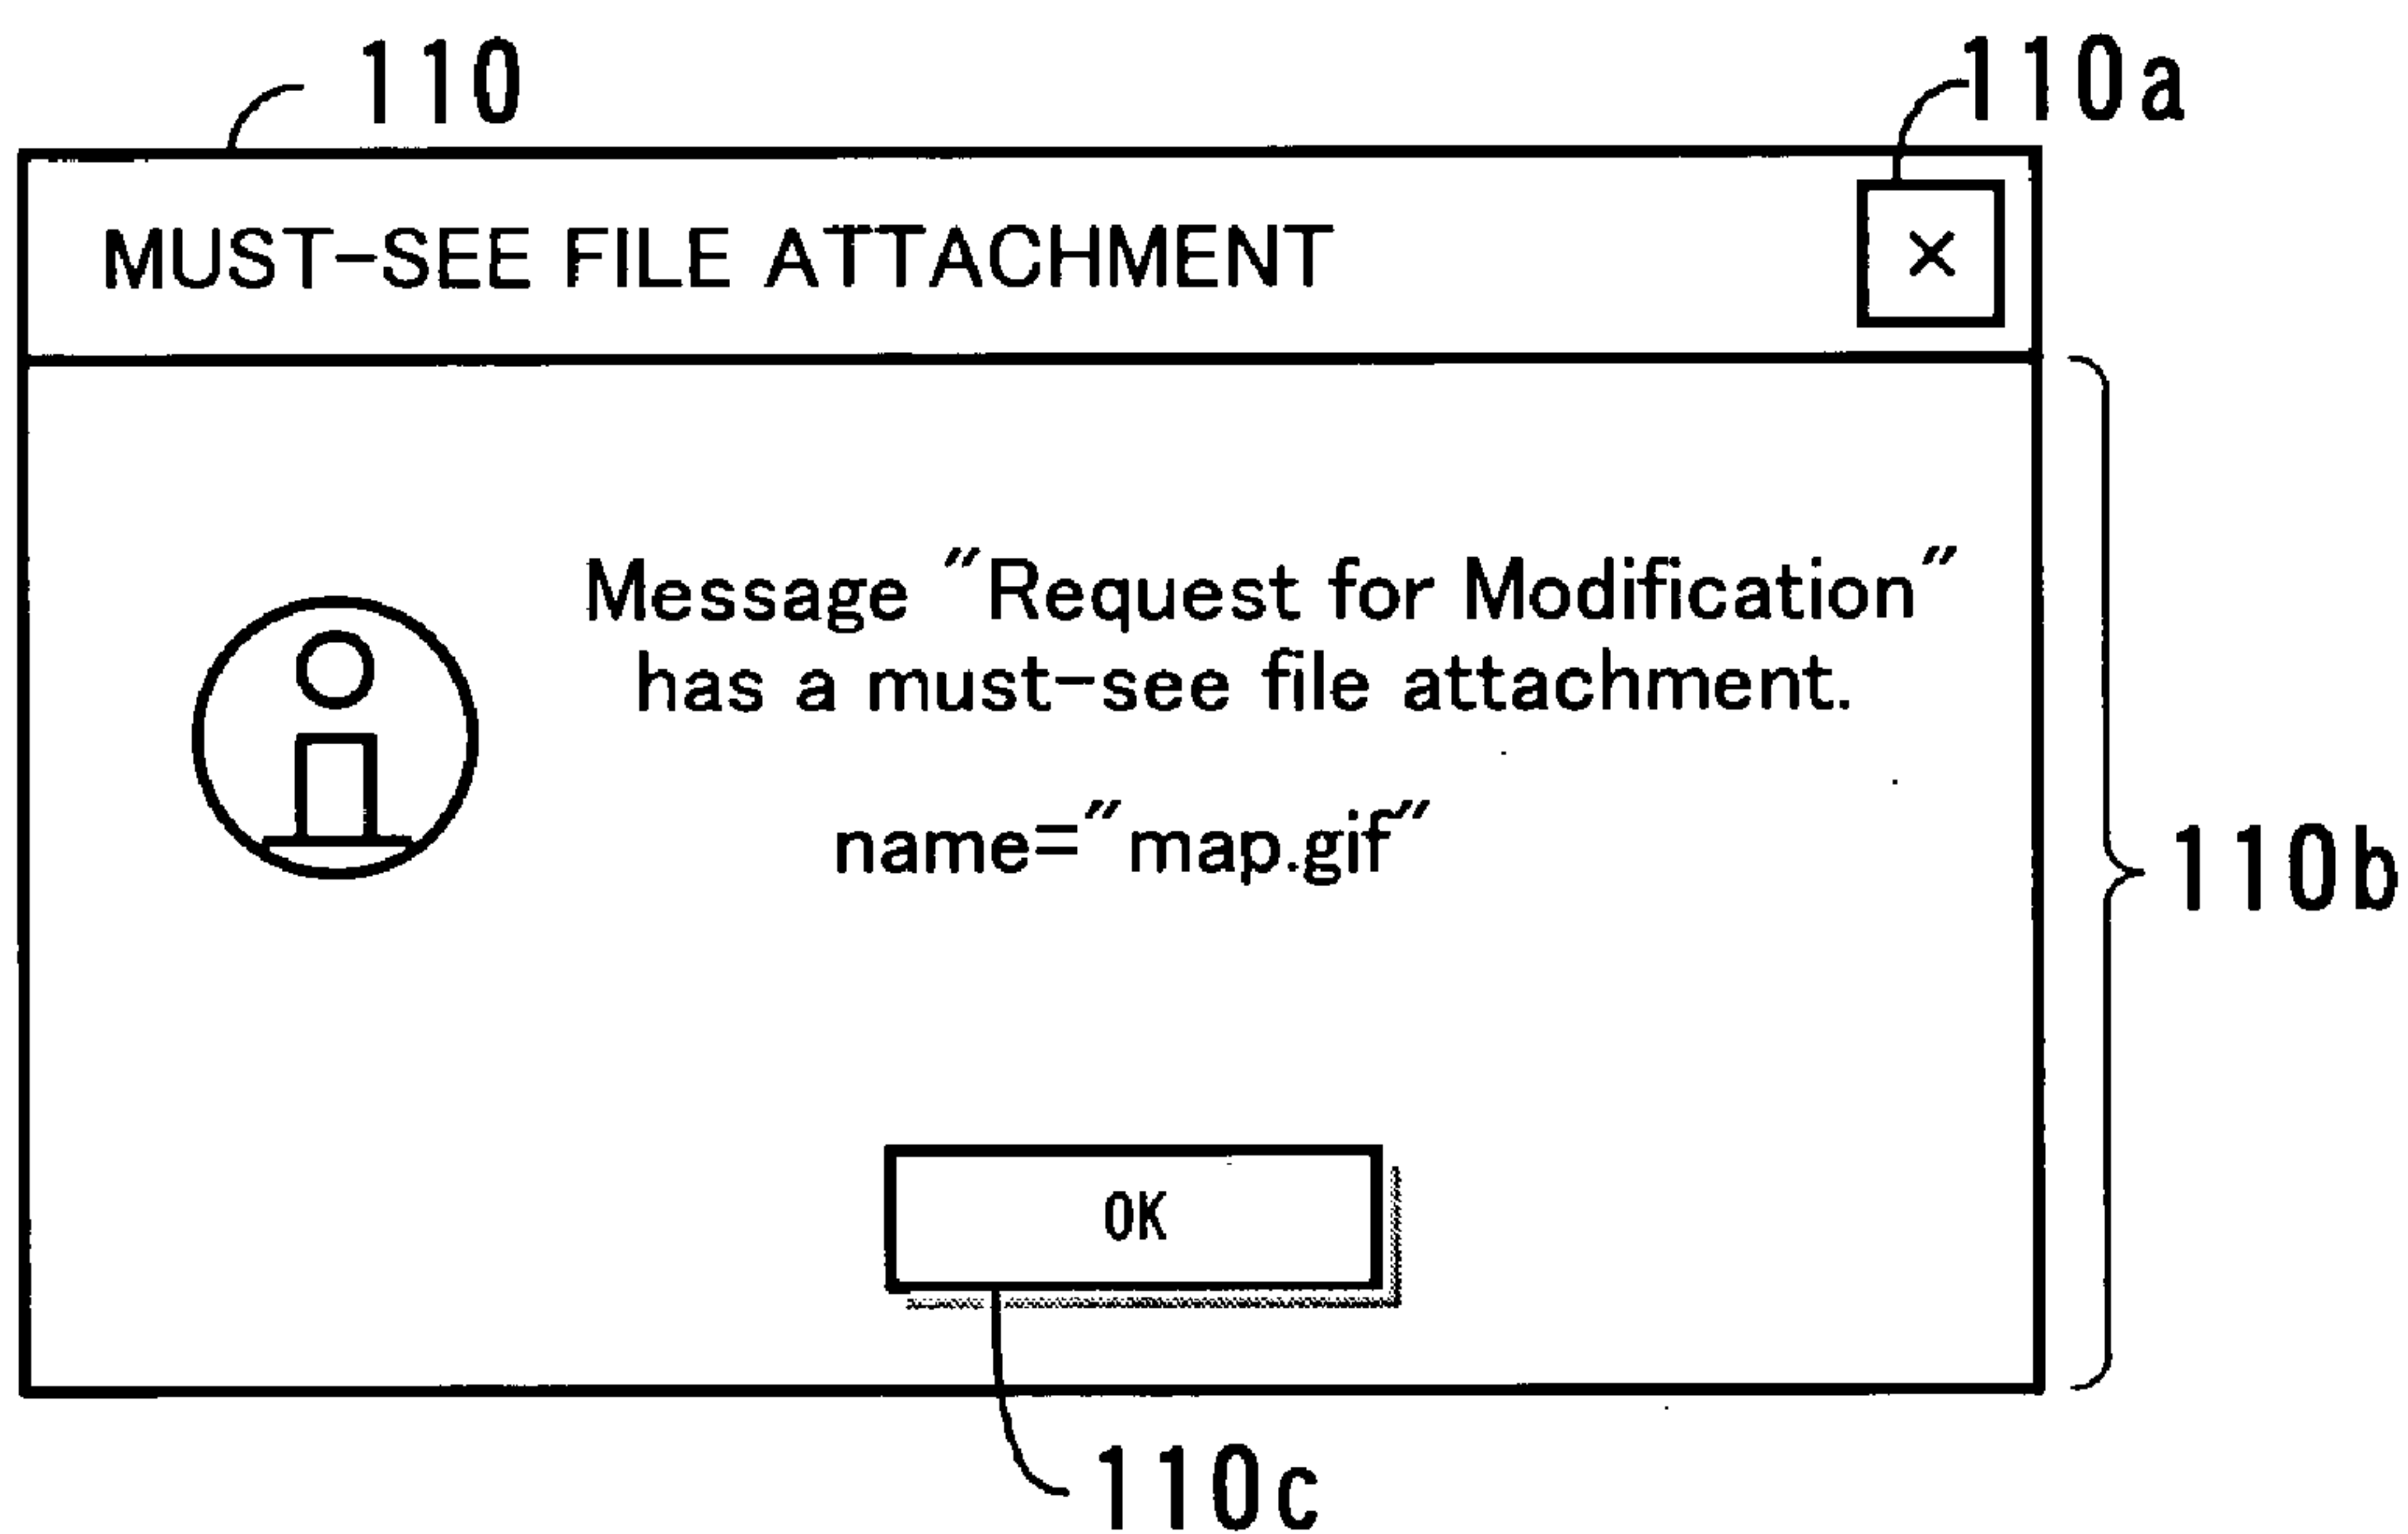 110
110a
MUST-SEE FILE ATTACHMENT
×
Message "Request for Modification"
has a must-see file attachment.
name="map.gif"
110b
OK
110c